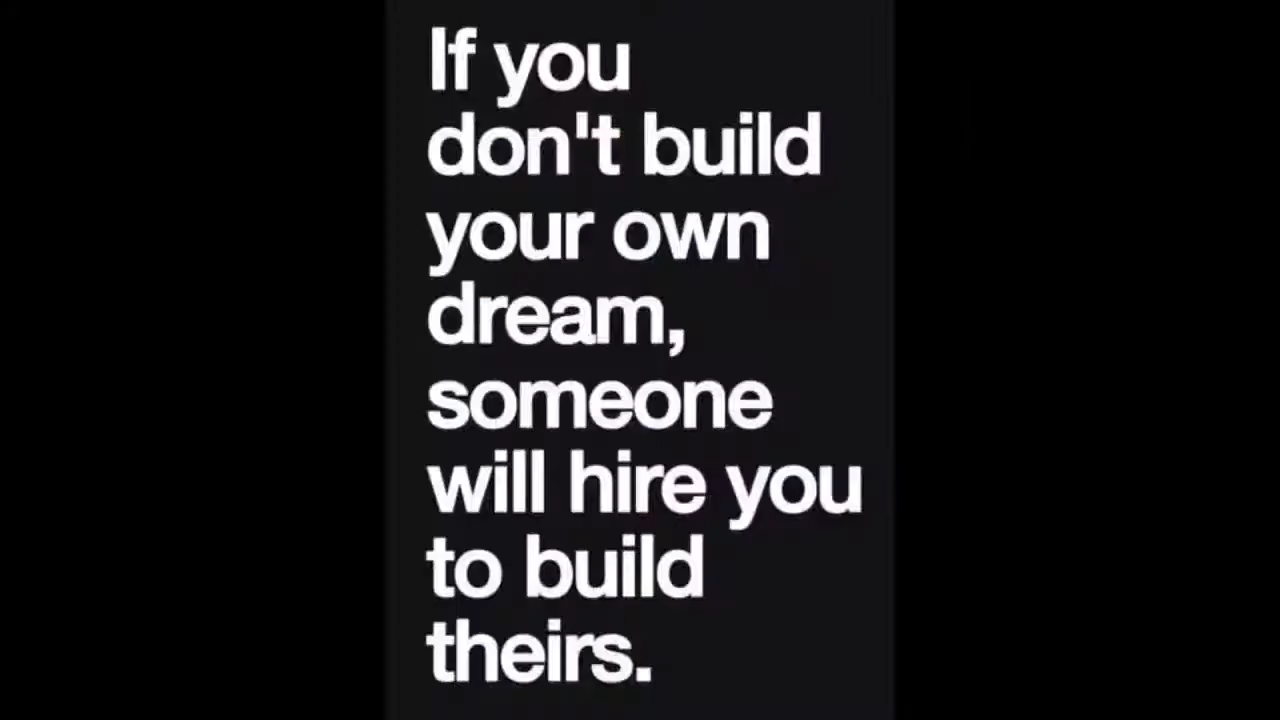 If you
don't build
your own
dream,
someone
will hire you
to build
theirs.